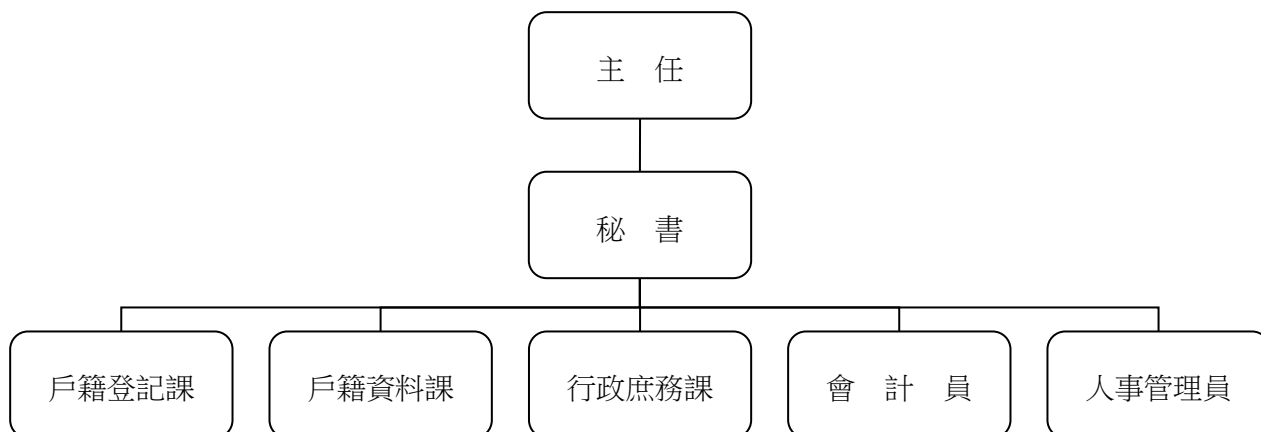 主　任
秘　書
戶籍登記課
戶籍資料課
行政庶務課
會　計　員
人事管理員